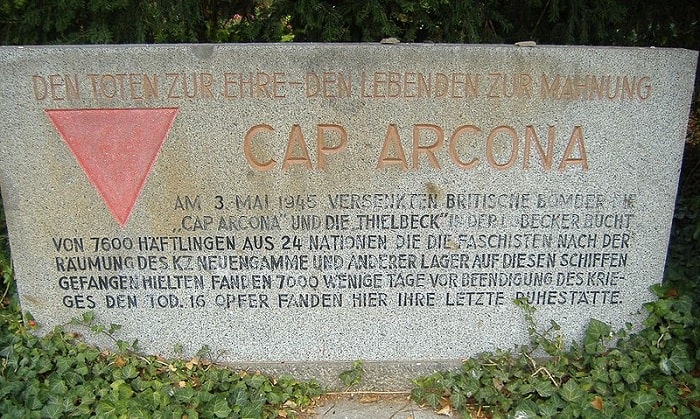 DEN TOTEN ZUR EHRE – DEN LEBENDEN ZUR MAHNUNG
CAP ARCONA
AM 3. MAI 1945 VERSENKTEN BRITISCHE BOMBER DIE
„CAP ARCONA" UND DIE „THIELBECK" IN DER LÜBECKER BUCHT
VON 7600 HÄFTLINGEN AUS 24 NATIONEN DIE DIE FASCHISTEN NACH DER
RÄUMUNG DES KZ NEUENGAMME UND ANDERER LAGER AUF DIESEN SCHIFFEN
GEFANGEN HIELTEN FANDEN 7000 WENIGE TAGE VOR BEENDIGUNG DES KRIE-
GES DEN TOD. 16 OPFER FANDEN HIER IHRE LETZTE RUHESTÄTTE.